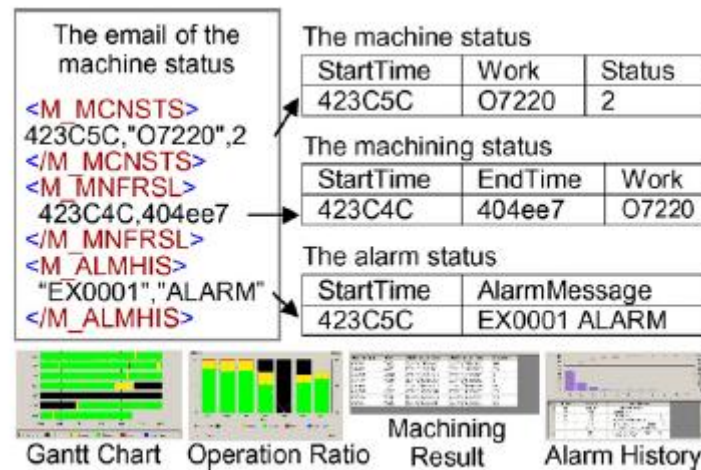 The email of the
machine status
<M_MCNSTS>
423C5C,"O7220",2
</M_MCNSTS>
<M_MNFRSL>
423C4C,404ee7
</M_MNFRSL>
<M_ALMHIS>
“EX0001”,"ALARM”
</M_ALMHIS>
The machine status
StartTime Work Status
423C5C O7220 2
The machining status
StartTime EndTime Work
423C4C 404ee7 O7220
The alarm status
StartTime AlarmMessage
423C5C EX0001 ALARM
Gantt Chart
Operation Ratio
Machining
Result
Alarm History